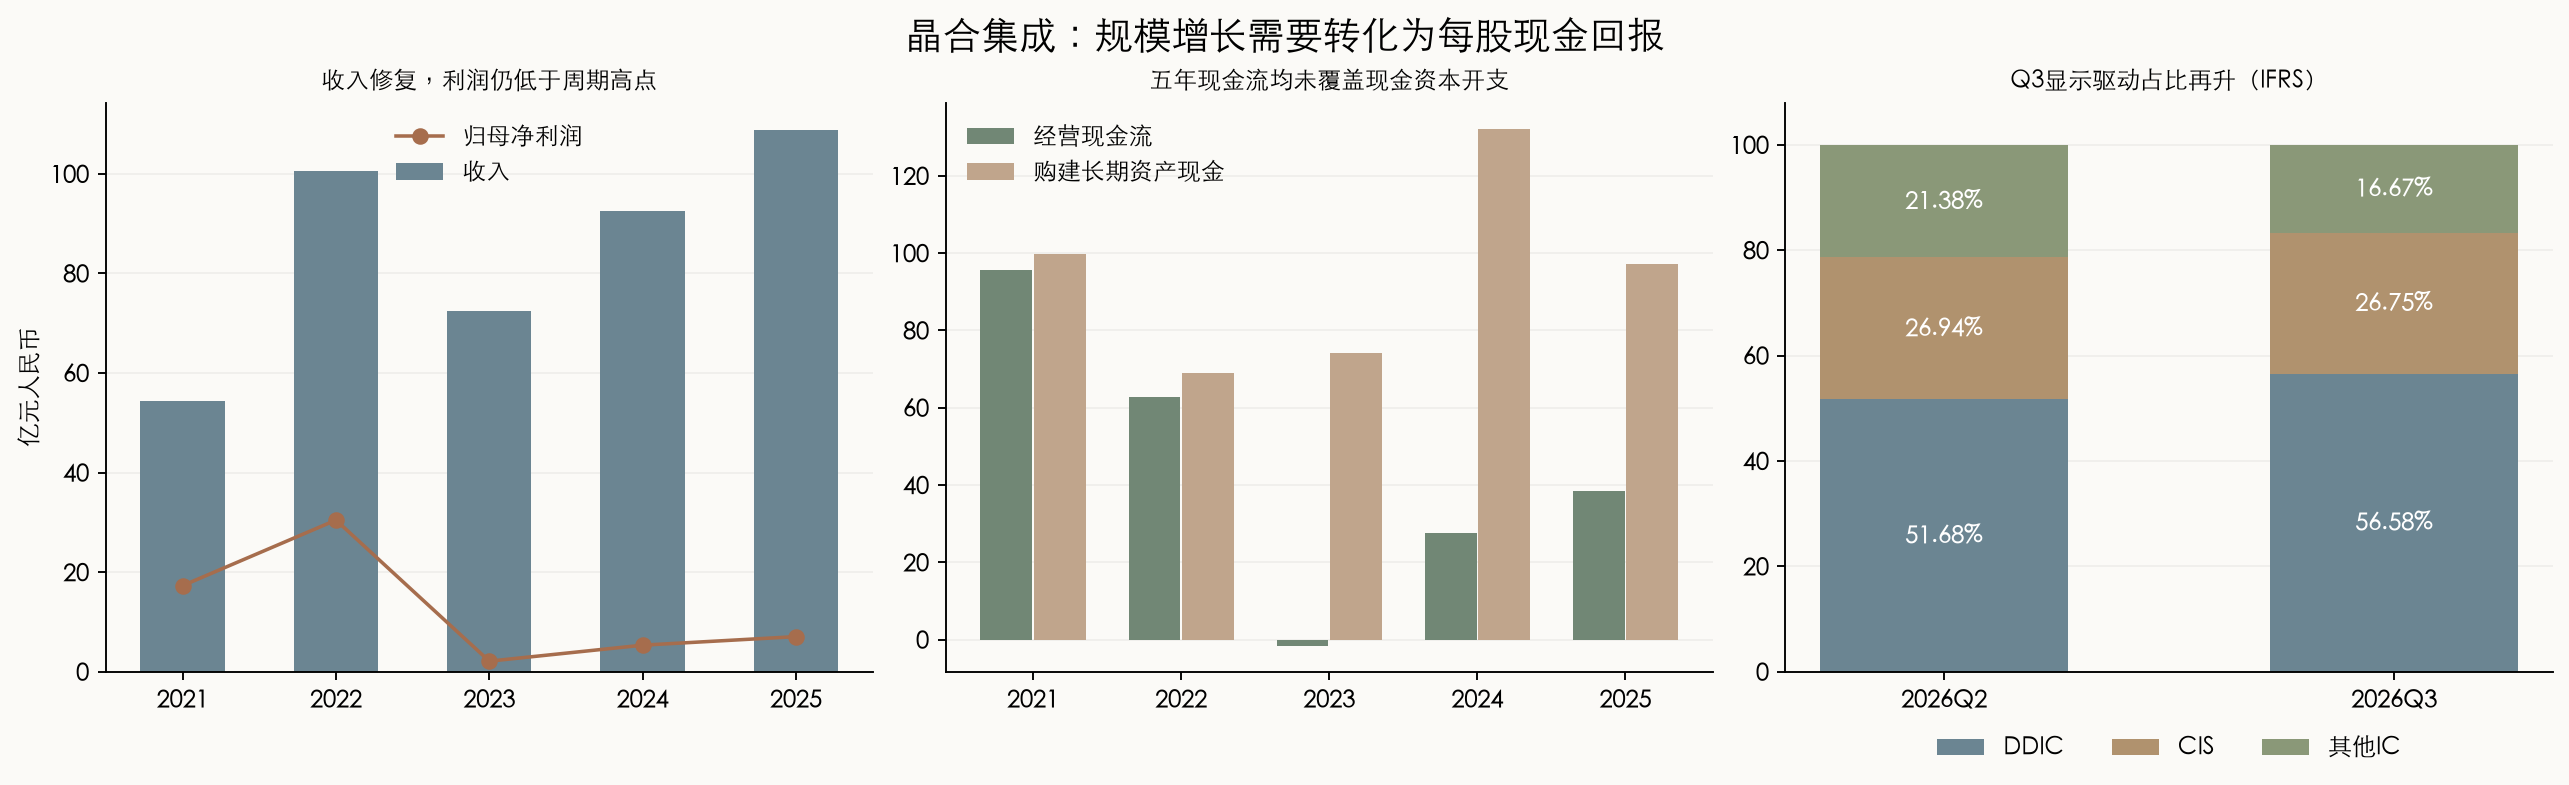 晶合集成：规模增长需要转化为每股现金回报
收入修复，利润仍低于周期高点
归母净利润
收入
亿元人民币
100
80
60
40
20
0
2021 2022 2023 2024 2025
五年现金流均未覆盖现金资本开支
经营现金流
购建长期资产现金
120
100
80
60
40
20
0
2021 2022 2023 2024 2025
Q3显示驱动占比再升（IFRS）
100
80
60
40
20
0
21.38% 16.67%
26.94% 26.75%
51.68% 56.58%
2026Q2 2026Q3
DDIC CIS 其他IC